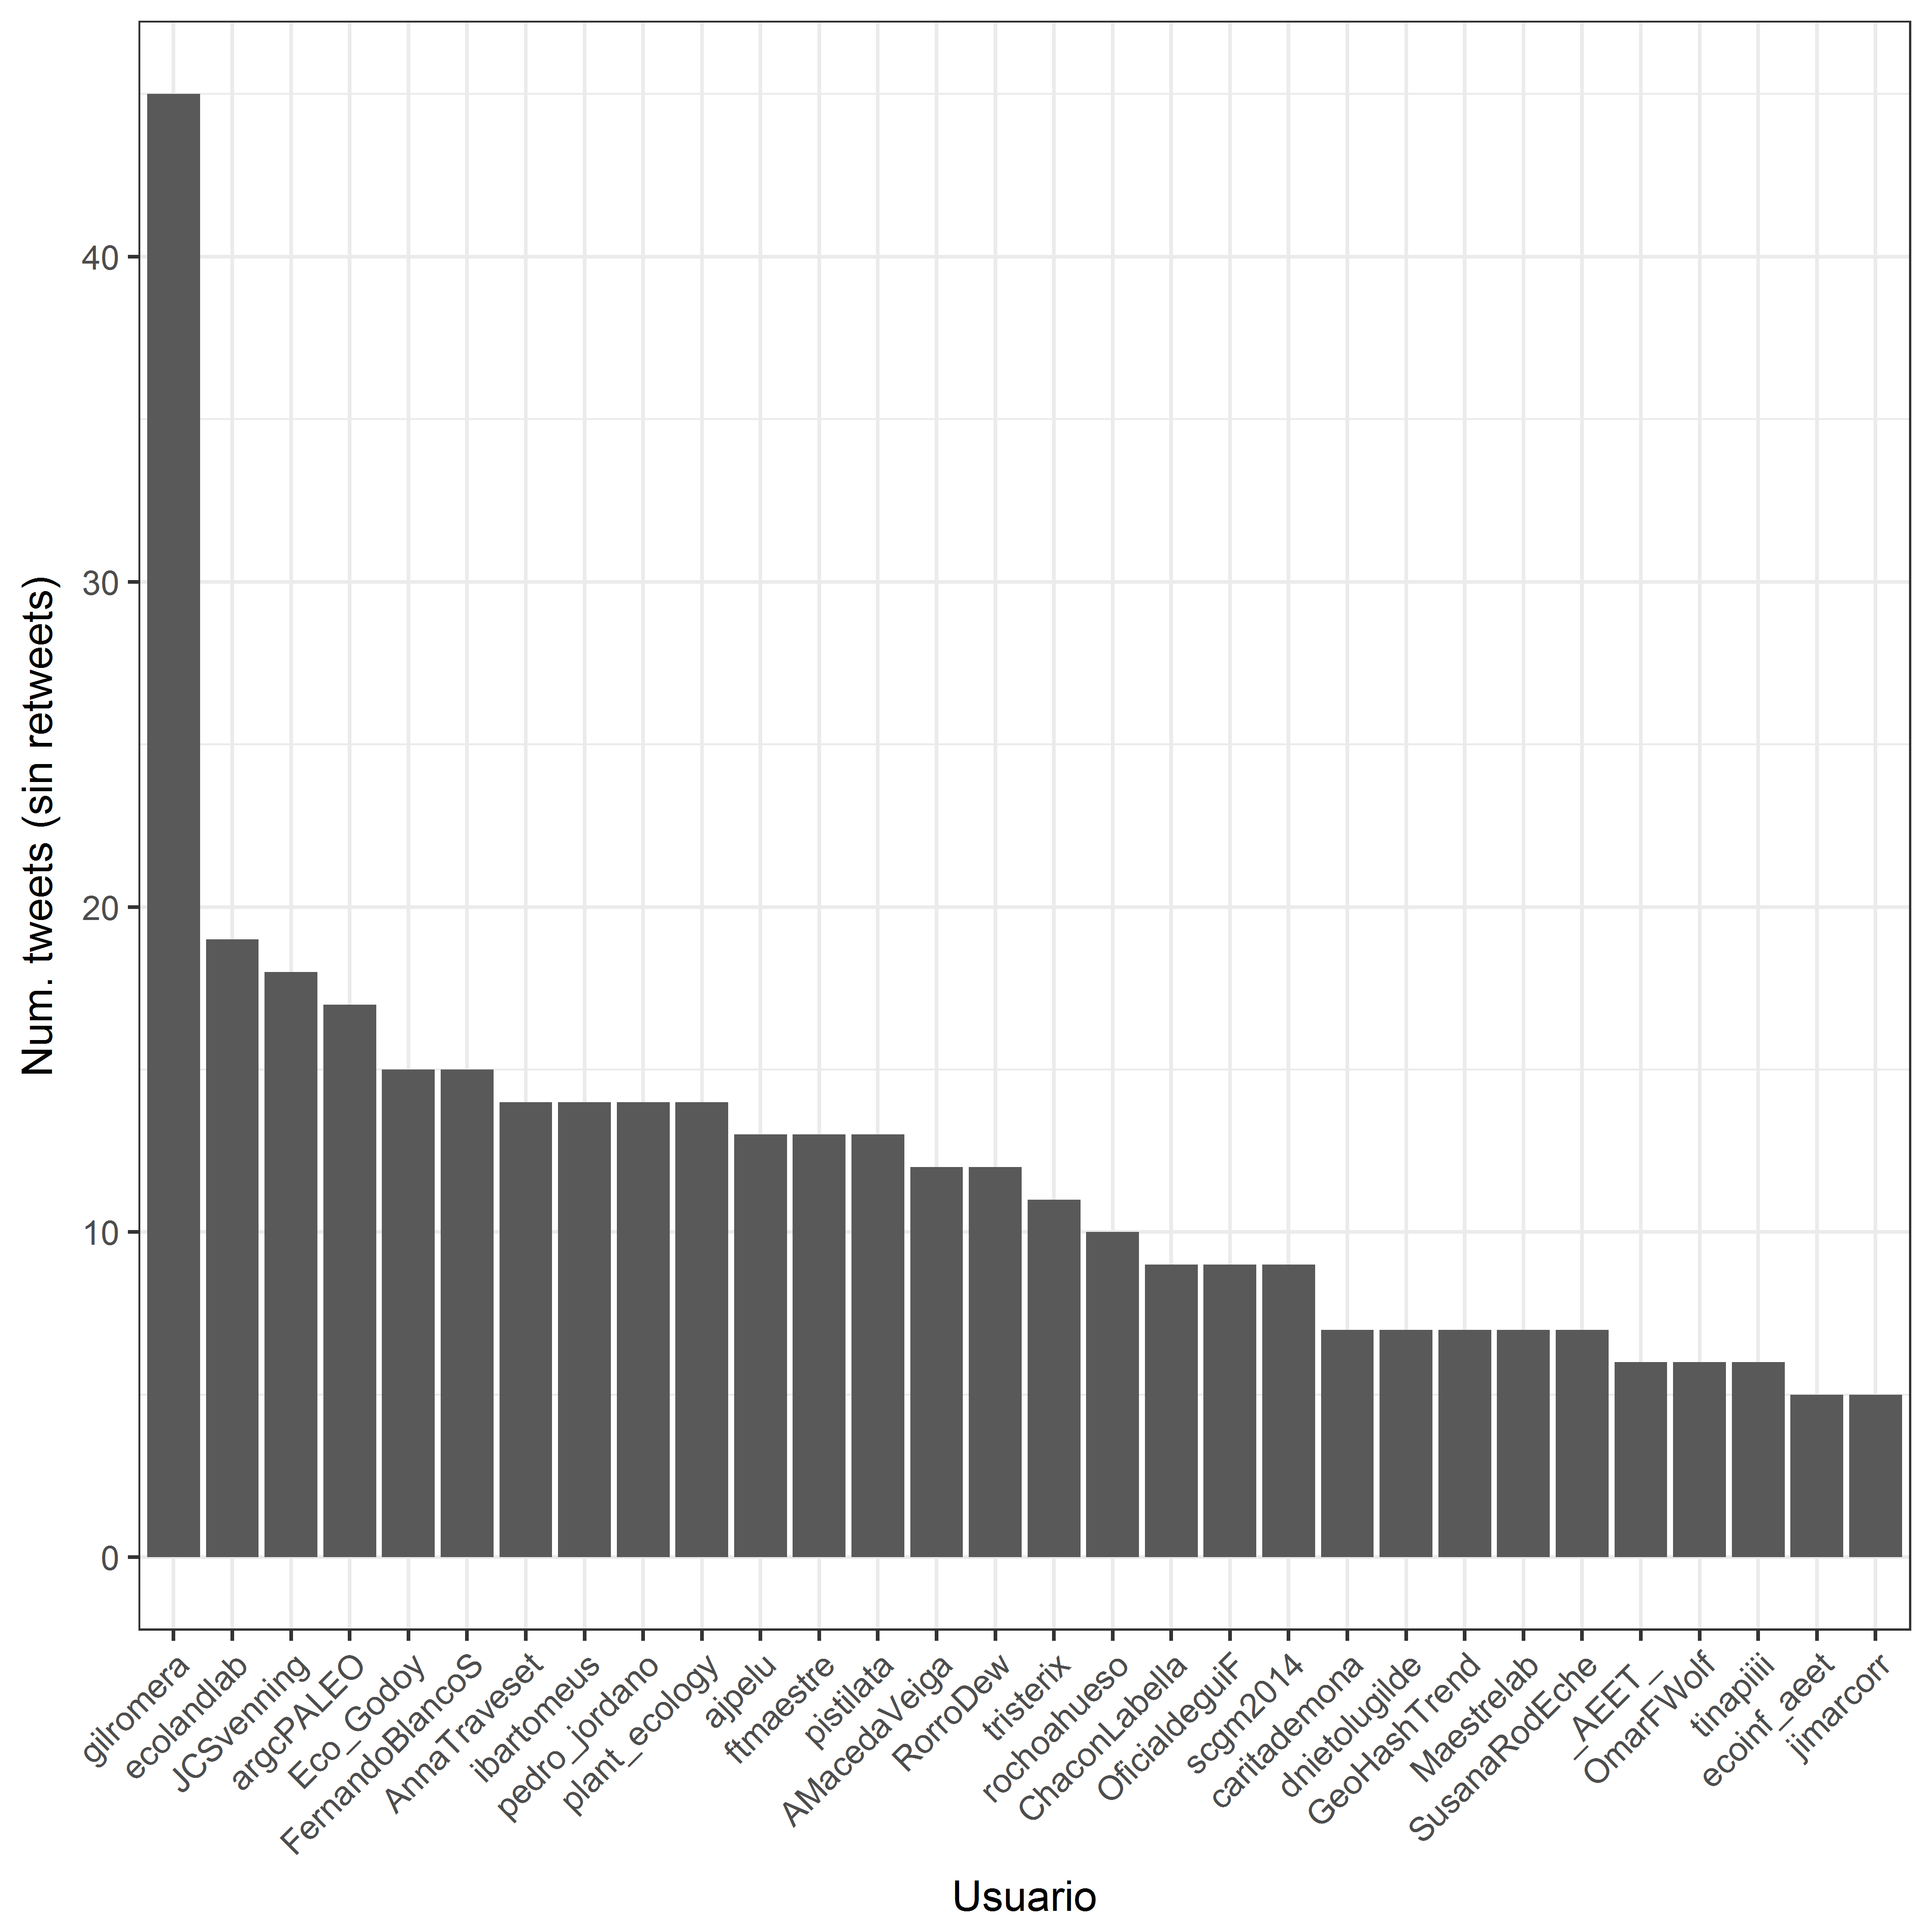 Num. tweets (sin retweets)
40
30
20
10
0
gilromera
ecolandlab
JCSvenning
argcPALEO
Eco_Godoy
FernandoBlancoS
AnnaTraveset
ibartomeus
pedro_jordano
plant_ecology
ajpelu
ftmaestre
pistilata
AMacedaVeiga
RorroDew
tristerix
rochoahueso
ChaconLabella
OficialdeguiF
scgm2014
caritademona
dnietolugilde
GeoHashTrend
Maestrelab
SusanaRodEche
_AEET_
OmarFWolf
tinapiiii
ecoinf_aeet
jimarcorr
Usuario